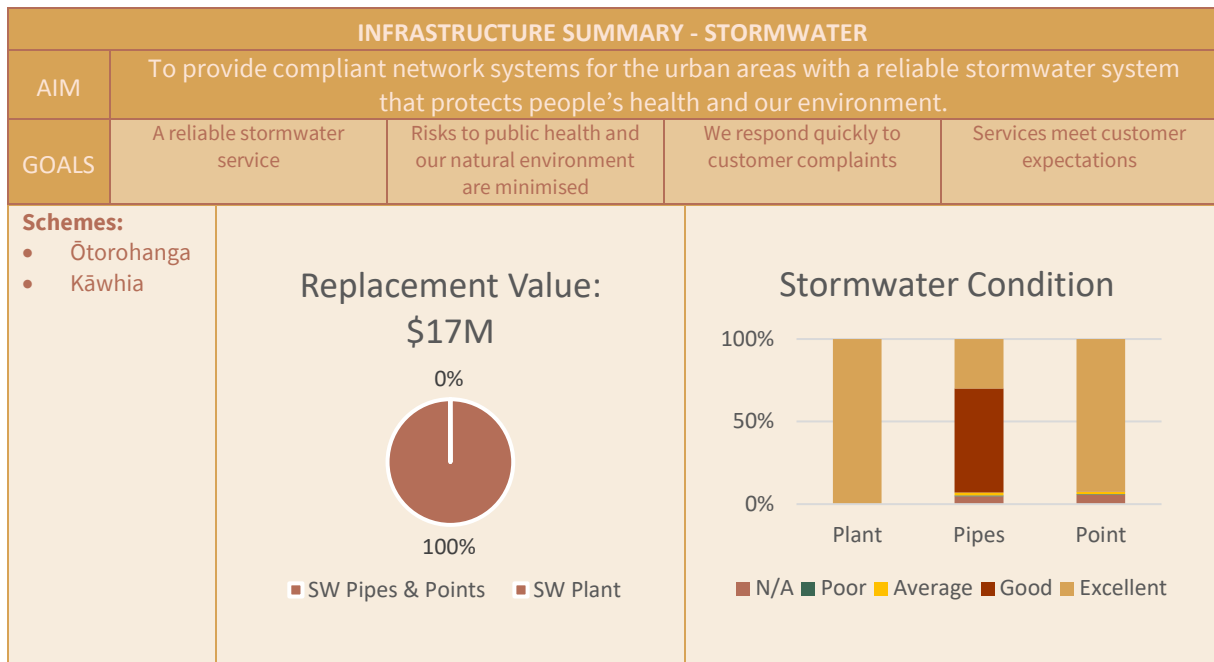 INFRASTRUCTURE SUMMARY - STORMWATER
AIM
To provide compliant network systems for the urban areas with a reliable stormwater system
that protects people’s health and our environment.
GOALS
A reliable stormwater
service
Risks to public health and
our natural environment
are minimised
We respond quickly to
customer complaints
Services meet customer
expectations
Schemes:
• Ōtorohanga
• Kāwhia
Replacement Value:
$17M
0%
100%
SW Pipes & Points SW Plant
Stormwater Condition
100%
50%
0%
Plant Pipes Point
N/A Poor Average Good Excellent